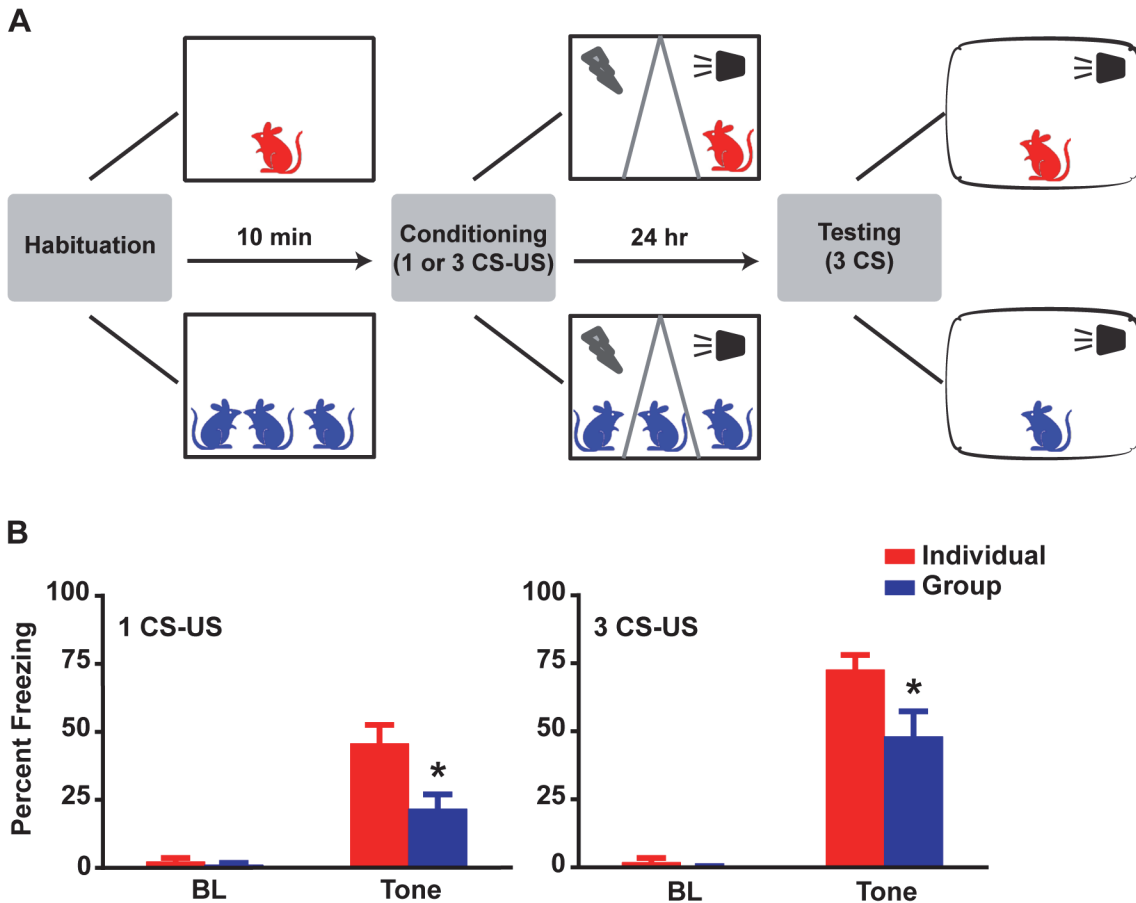 A
Habituation
10 min
Conditioning
(1 or 3 CS-US)
24 hr
Testing
(3 CS)
B
Individual
Group
Percent Freezing
100
75
50
25
0
1 CS-US
*
BL
Tone
100
75
50
25
0
3 CS-US
*
BL
Tone